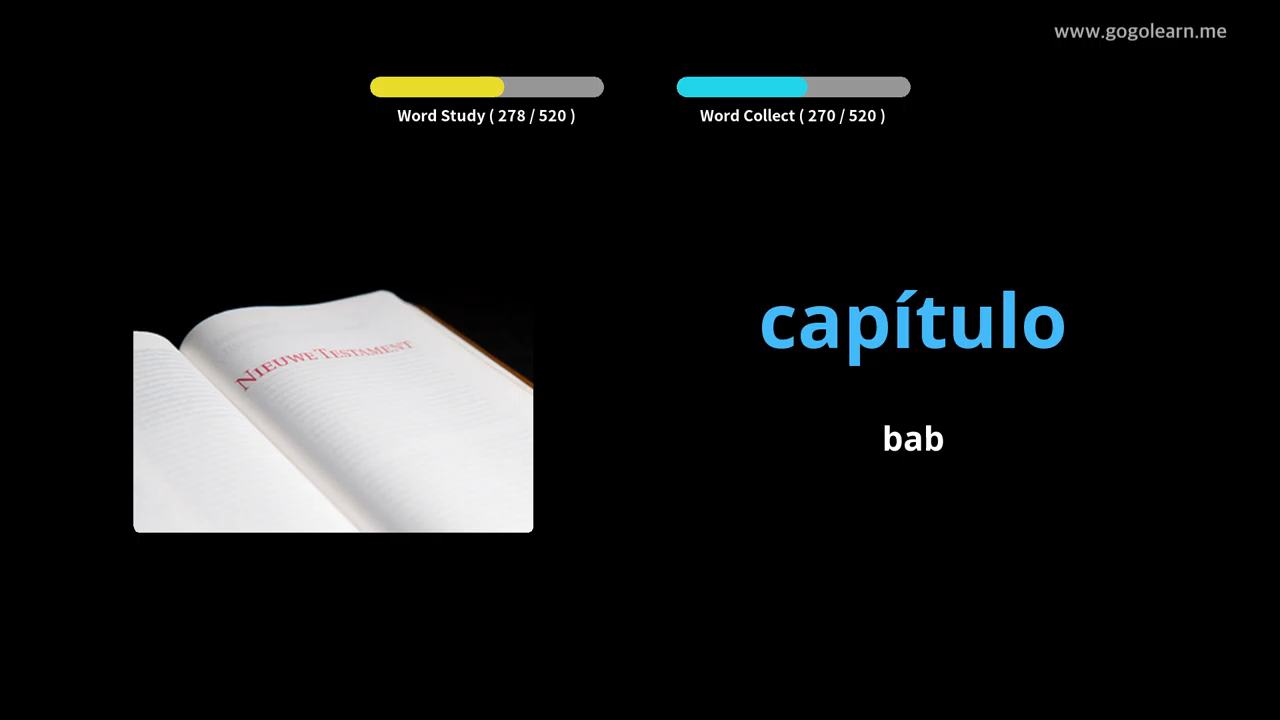 www.gogolearn.me
Word Study ( 278 / 520 )
Word Collect ( 270 / 520 )
NIEUWE TESTAMENT
capítulo
bab